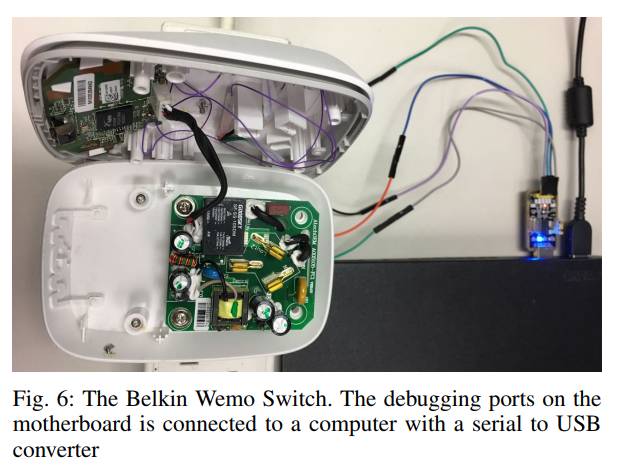 Fig. 6: The Belkin Wemo Switch. The debugging ports on the
motherboard is connected to a computer with a serial to USB
converter